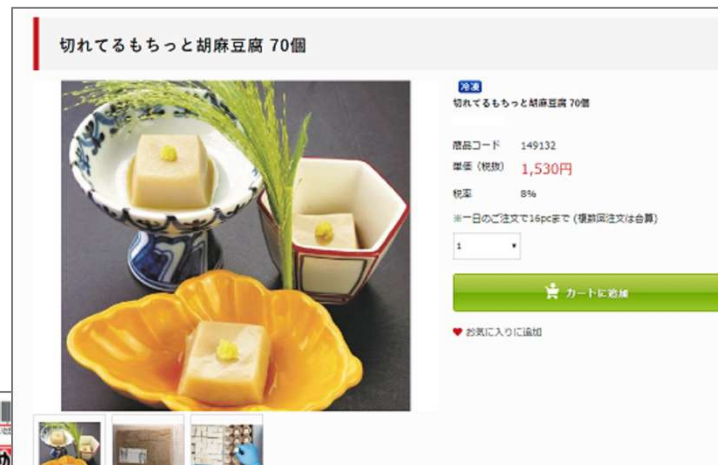 切れてるもちっと胡麻豆腐 70個
冷凍
切れてるもちっと胡麻豆腐 70個
商品コード 149132
単価（税抜） 1,530円
税率 8%
※一日のご注文で16pcまで (複数回注文は合算)
1
カートに追加
お気に入りに追加